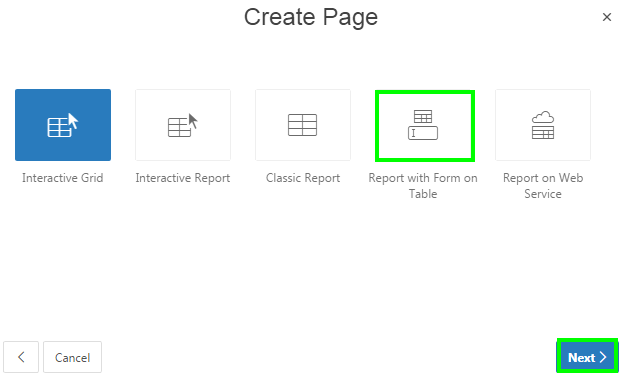 Create Page
Interactive Grid
Interactive Report
Classic Report
Report with Form on
Table
Report on Web
Service
Cancel
Next